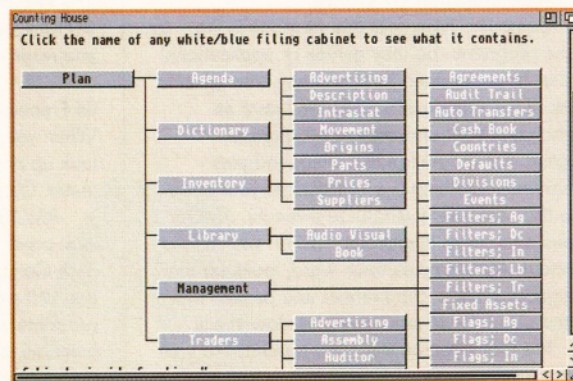 Counting House
Click the name of any white/blue filing cabinet to see what it contains.
Plan
Agenda
Dictionary
Inventory
Library
Management
Traders
Advertising
Description
Intrastat
Movement
Origins
Parts
Prices
Suppliers
Audio Visual
Book
Advertising
Assembly
Auditor
Agreements
Audit Trail
Auto Transfers
Cash Book
Countries
Defaults
Divisions
Events
Filters; Ag
Filters; Dc
Filters; In
Filters; Lb
Filters; Tr
Fixed Assets
Flags; Ag
Flags; Dc
Flags; In